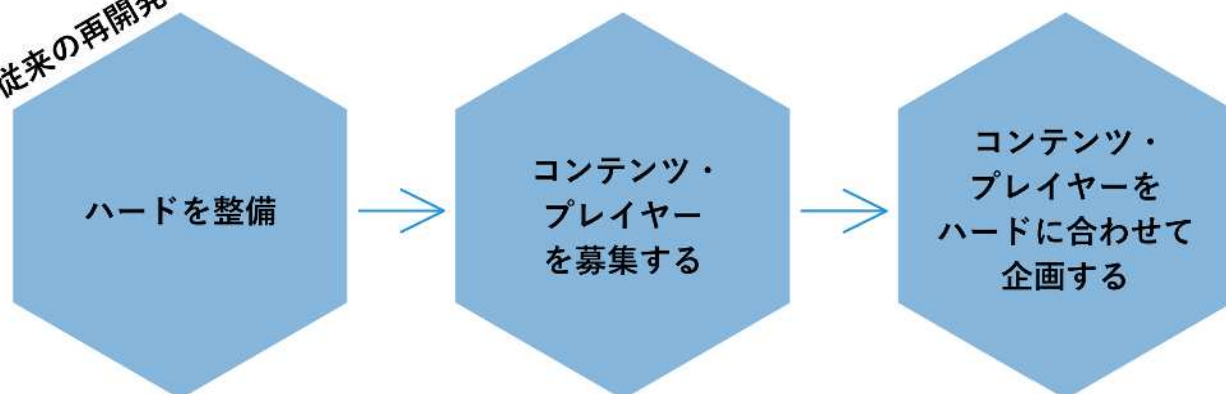 従来の再開発
ハードを整備
コンテンツ・
プレイヤー
を募集する
コンテンツ・
プレイヤーを
ハードに合わせて
企画する